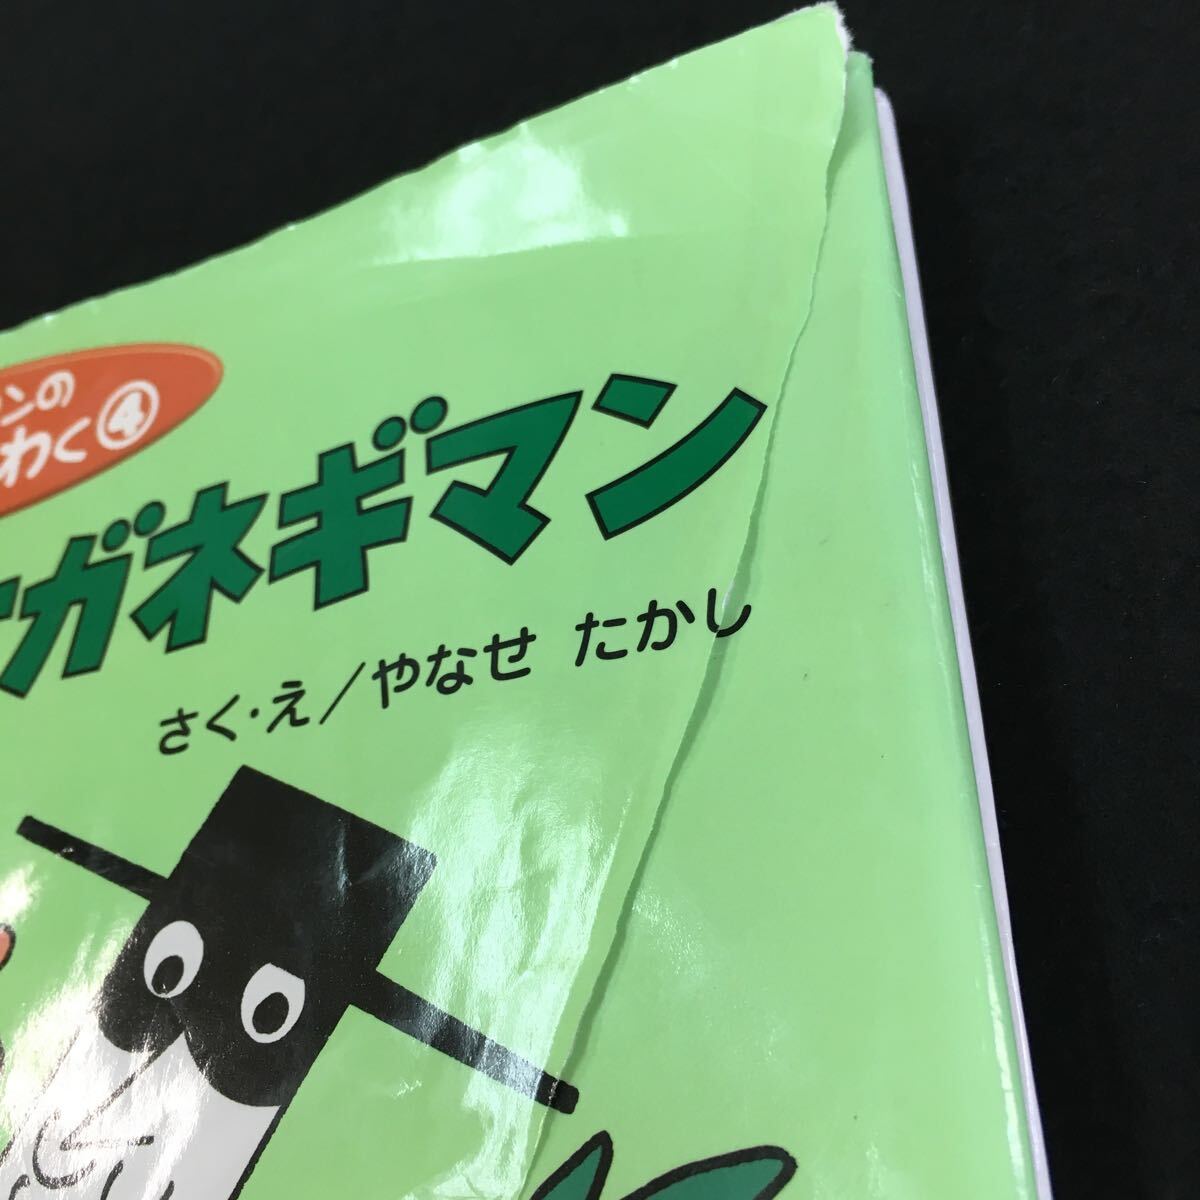 ンの
わく④
ガネギマン
さく・え／やなせ たかし